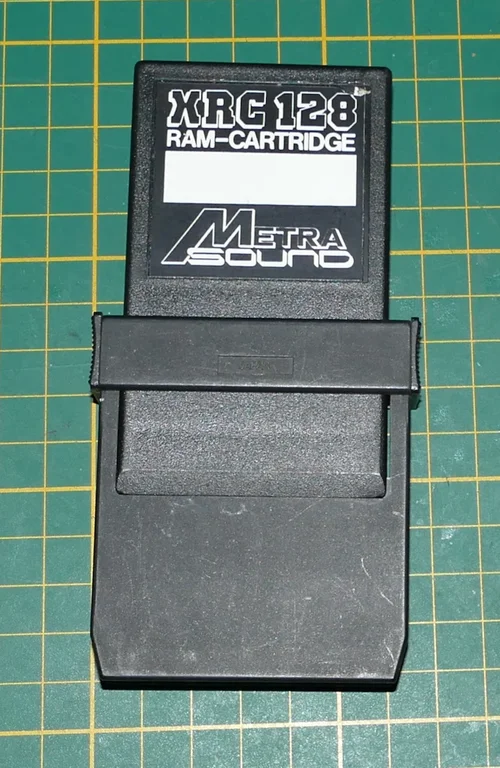 XRC 128
RAM-CARTRIDGE
METRA
SOUND